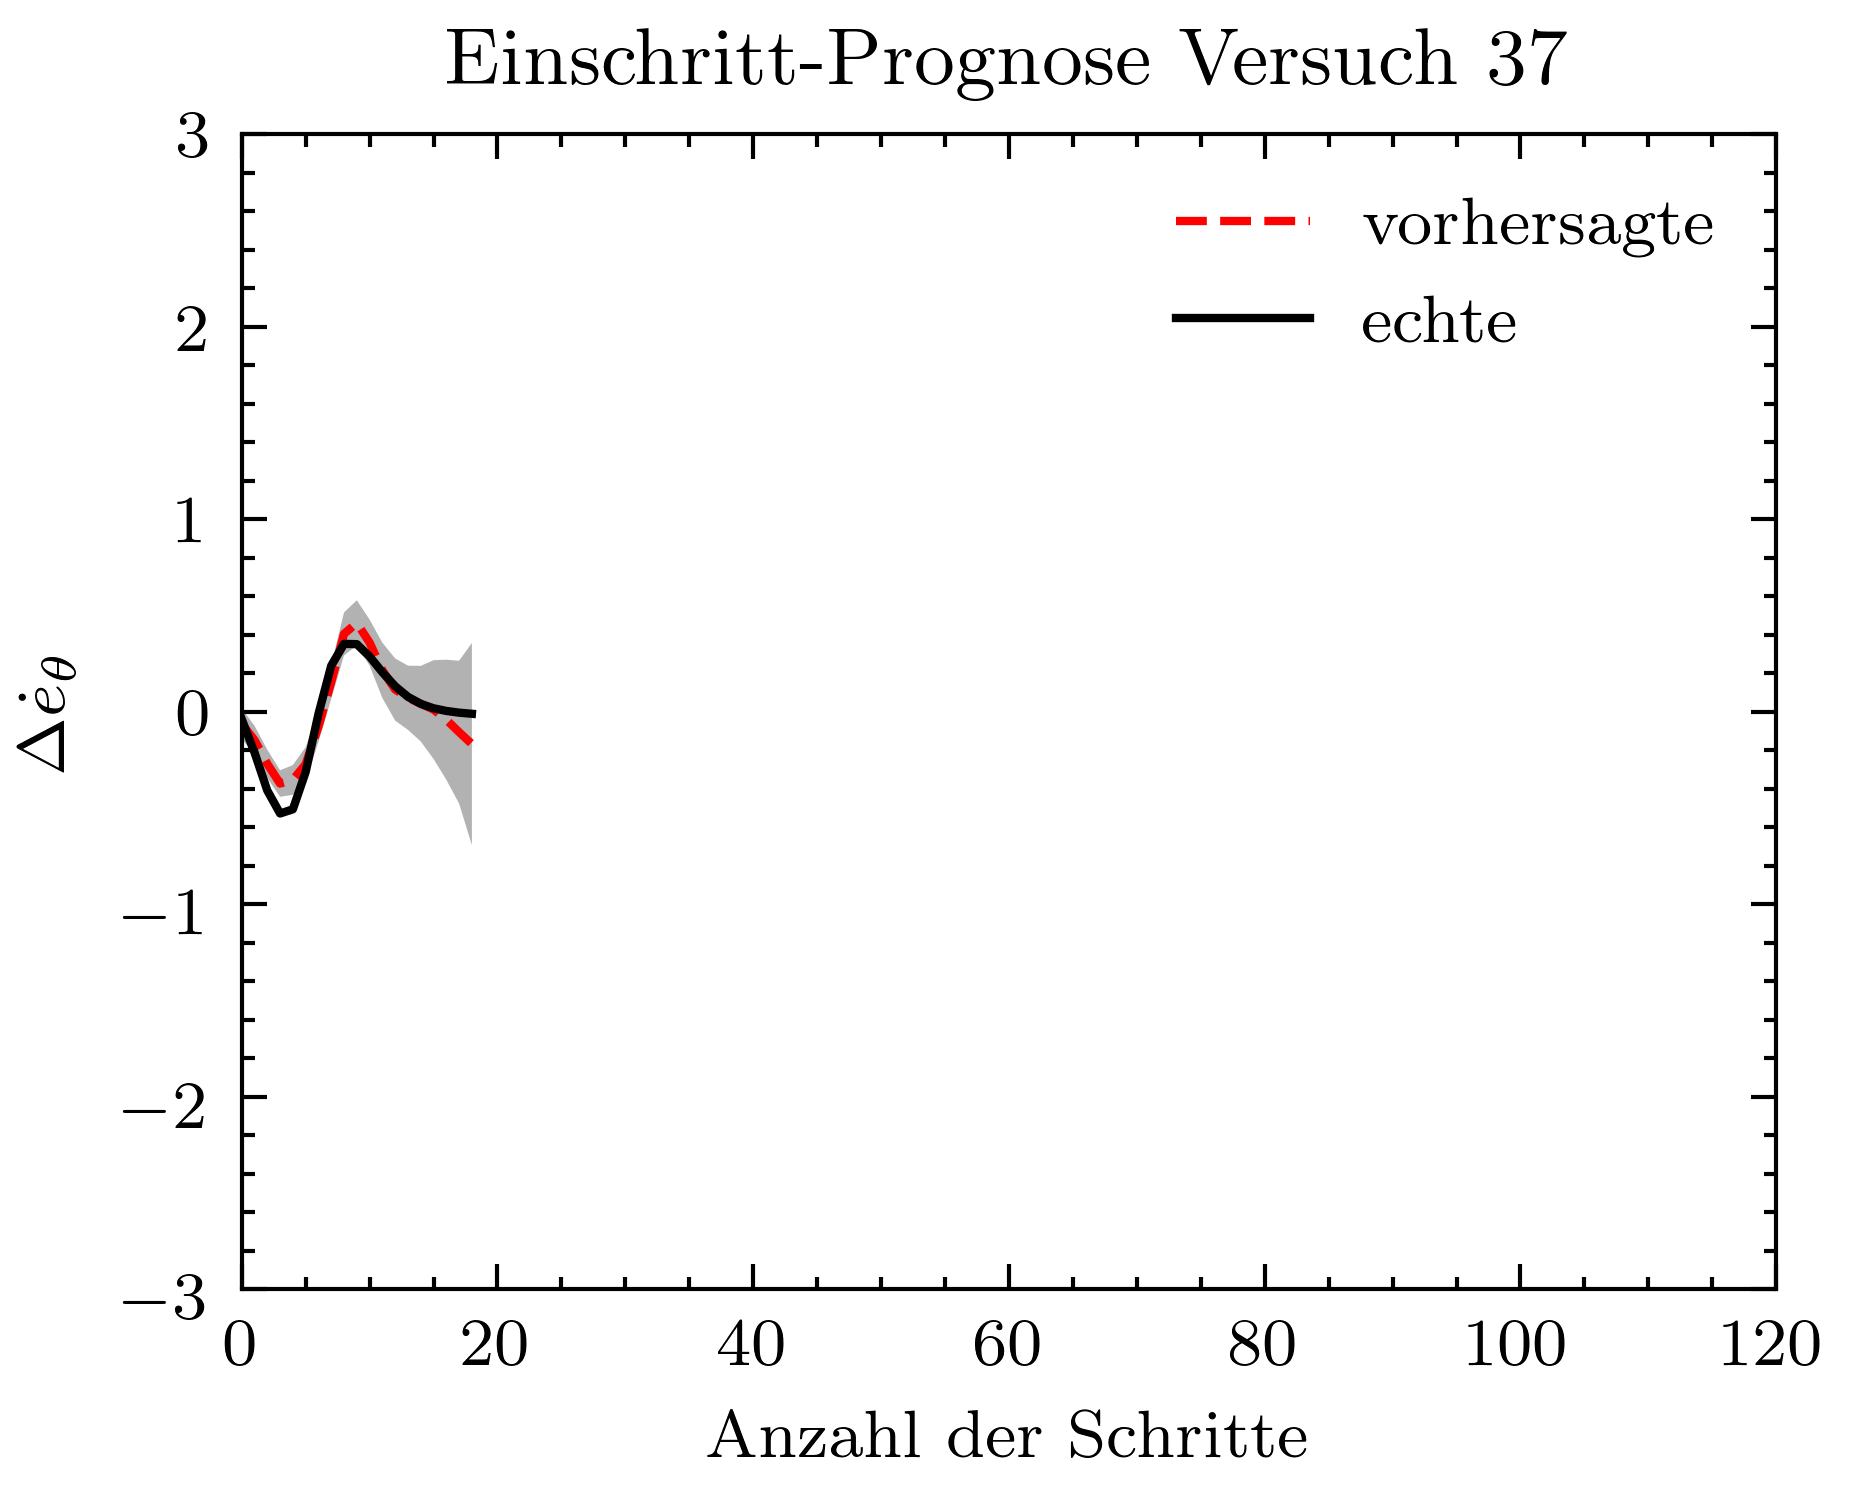 Einschritt-Prognose Versuch 37
3
2
1
0
−1
−2
−3
Δėθ
vorhersagte
echte
0 20 40 60 80 100 120
Anzahl der Schritte